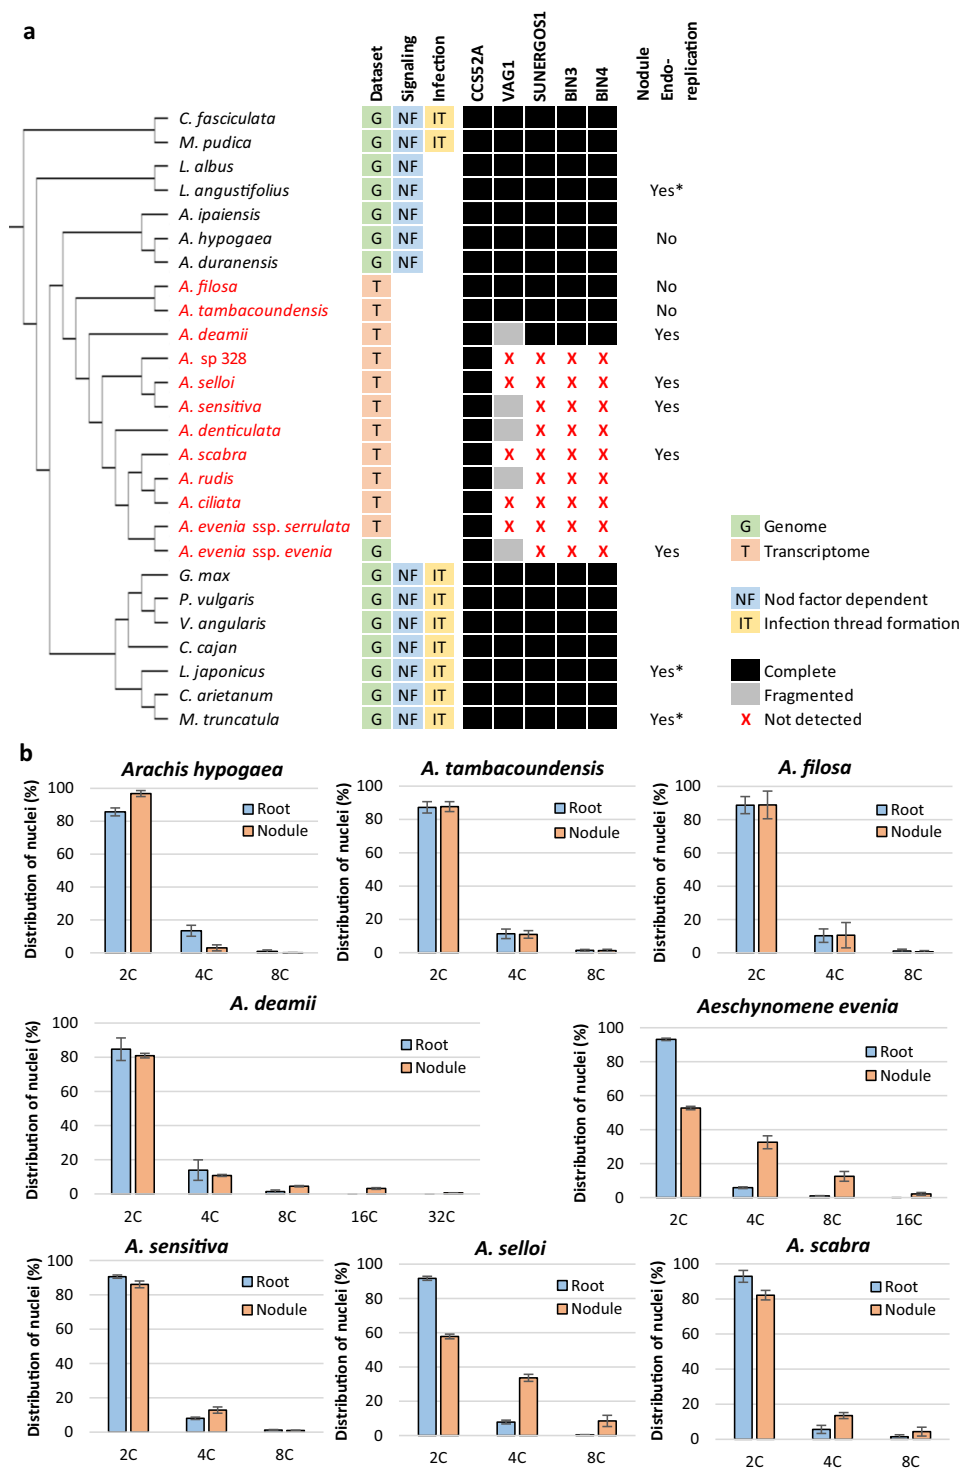 a
Dataset
Signaling
Infection
CCS52A
VAG1
SUNERGOS1
BIN3
BIN4
Nodule
Endo-
replication
C. fasciculata G NF IT
M. pudica G NF IT
L. albus G NF
L. angustifolius G NF Yes*
A. ipaiensis G NF
A. hypogaea G NF No
A. duranensis G NF
A. filosa T No
A. tambacoundensis T No
A. deamii T Yes
A. sp 328 T X X X X
A. selloi T X X X X Yes
A. sensitiva T X X X Yes
A. denticulata T X X X
A. scabra T X X X X Yes
A. rudis T X X X
A. ciliata T X X X X
A. evenia ssp. serrulata T X X X X
A. evenia ssp. evenia G X X X Yes
G. max G NF IT
P. vulgaris G NF IT
V. angularis G NF IT
C. cajan G NF IT
L. japonicus G NF IT Yes*
C. arietanum G NF IT
M. truncatula G NF IT Yes*
G Genome
T Transcriptome
NF Nod factor dependent
IT Infection thread formation
Complete
Fragmented
X Not detected
b
Arachis hypogaea
Distribution of nuclei (%)
100
80
60
40
20
0
Root
Nodule
2C 4C 8C
A. tambacoundensis
Distribution of nuclei (%)
100
80
60
40
20
0
Root
Nodule
2C 4C 8C
A. filosa
Distribution of nuclei (%)
100
80
60
40
20
0
Root
Nodule
2C 4C 8C
A. deamii
Distribution of nuclei (%)
100
80
60
40
20
0
Root
Nodule
2C 4C 8C 16C 32C
Aeschynomene evenia
Distribution of nuclei (%)
100
80
60
40
20
0
Root
Nodule
2C 4C 8C 16C
A. sensitiva
Distribution of nuclei (%)
100
80
60
40
20
0
Root
Nodule
2C 4C 8C
A. selloi
Distribution of nuclei (%)
100
80
60
40
20
0
Root
Nodule
2C 4C 8C
A. scabra
Distribution of nuclei (%)
100
80
60
40
20
0
Root
Nodule
2C 4C 8C